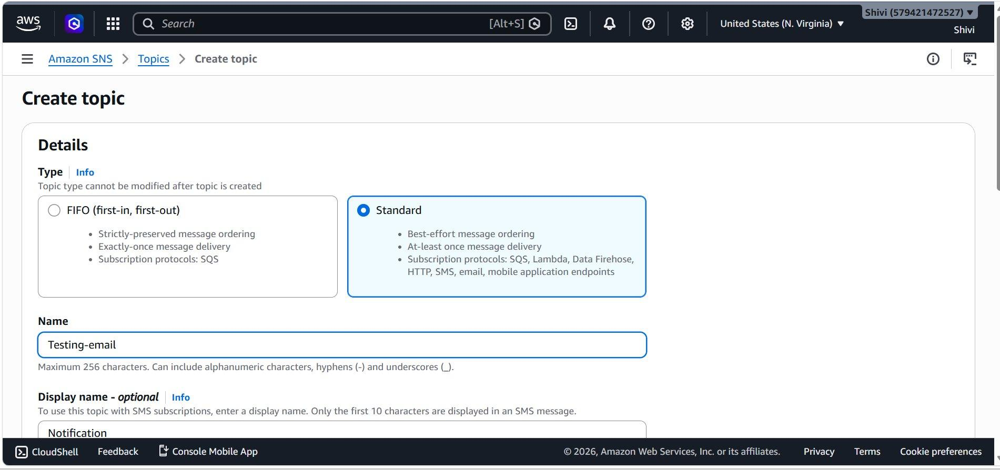 aws
Search
[Alt+S]
United States (N. Virginia)
Shivi (579421472527)
Shivi
Amazon SNS
Topics
Create topic
Create topic
Details
Type
Info
Topic type cannot be modified after topic is created
FIFO (first-in, first-out)
• Strictly-preserved message ordering
• Exactly-once message delivery
• Subscription protocols: SQS
Standard
• Best-effort message ordering
• At-least once message delivery
• Subscription protocols: SQS, Lambda, Data Firehose,
HTTP, SMS, email, mobile application endpoints
Name
Testing-email
Maximum 256 characters. Can include alphanumeric characters, hyphens (-) and underscores (_).
Display name - optional
Info
To use this topic with SMS subscriptions, enter a display name. Only the first 10 characters are displayed in an SMS message.
Notification
CloudShell
Feedback
Console Mobile App
© 2026, Amazon Web Services, Inc. or its affiliates.
Privacy
Terms
Cookie preferences